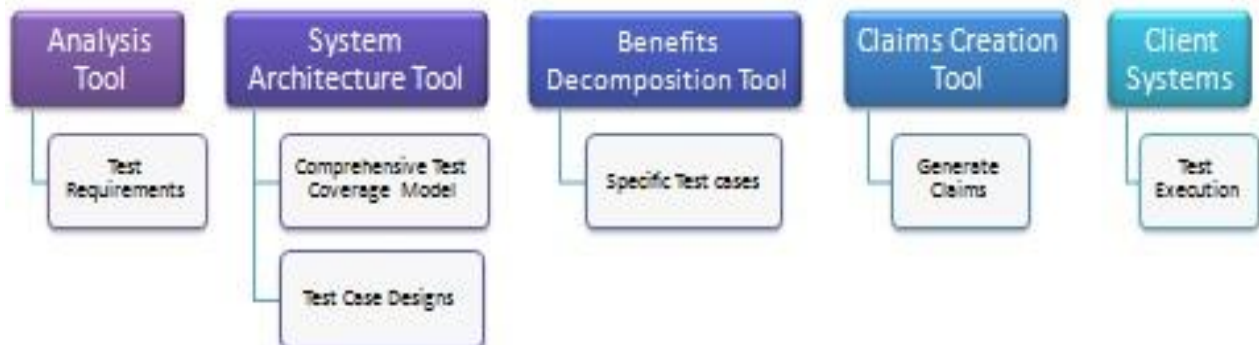 Analysis
Tool
Test
Requirements
System
Architecture Tool
Comprehensive Test
Coverage Model
Test Case Designs
Benefits
Decomposition Tool
Specific Test cases
Claims Creation
Tool
Generate
Claims
Client
Systems
Test
Execution